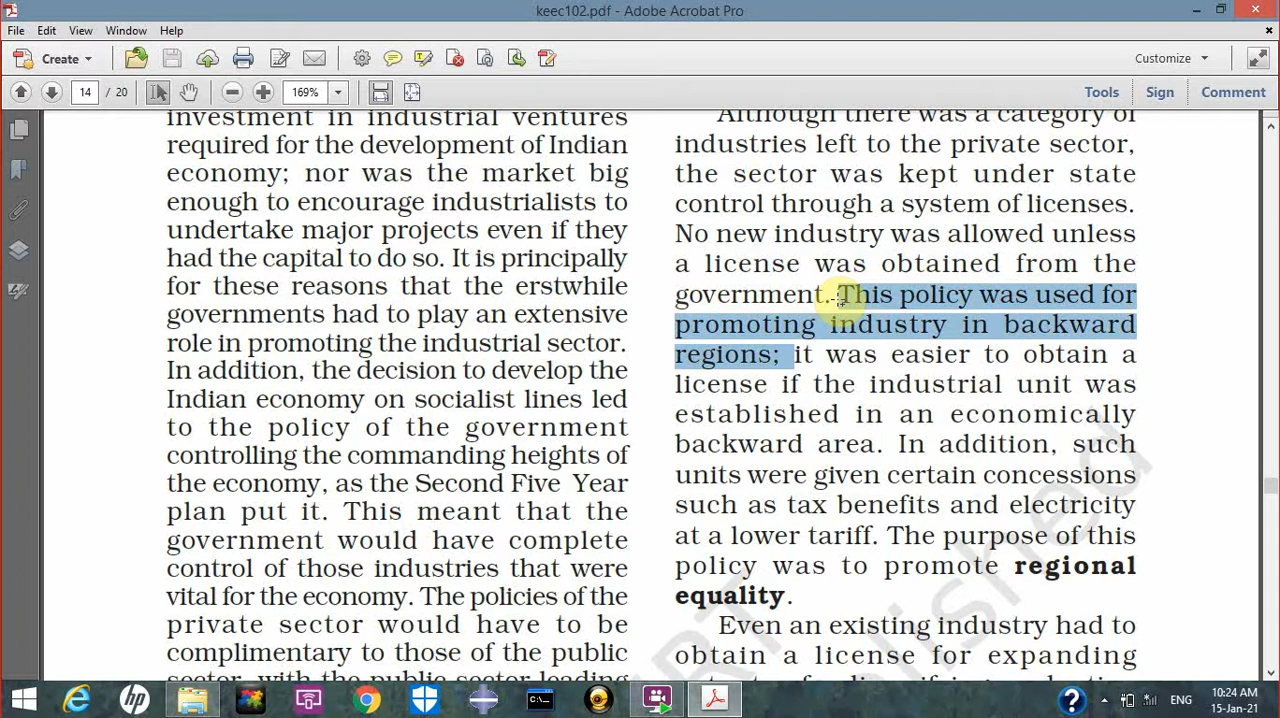 keec102.pdf - Adobe Acrobat Pro
File Edit View Window Help
Create
Customize
14 / 20
169%
Tools Sign Comment
investment in industrial ventures
required for the development of Indian
economy; nor was the market big
enough to encourage industrialists to
undertake major projects even if they
had the capital to do so. It is principally
for these reasons that the erstwhile
governments had to play an extensive
role in promoting the industrial sector.
In addition, the decision to develop the
Indian economy on socialist lines led
to the policy of the government
controlling the commanding heights of
the economy, as the Second Five Year
plan put it. This meant that the
government would have complete
control of those industries that were
vital for the economy. The policies of the
private sector would have to be
complimentary to those of the public
sector, with the public sector leading
Although there was a category of
industries left to the private sector,
the sector was kept under state
control through a system of licenses.
No new industry was allowed unless
a license was obtained from the
government. This policy was used for
promoting industry in backward
regions; it was easier to obtain a
license if the industrial unit was
established in an economically
backward area. In addition, such
units were given certain concessions
such as tax benefits and electricity
at a lower tariff. The purpose of this
policy was to promote regional
equality.
Even an existing industry had to
obtain a license for expanding
ENG
10:24 AM
15-Jan-21